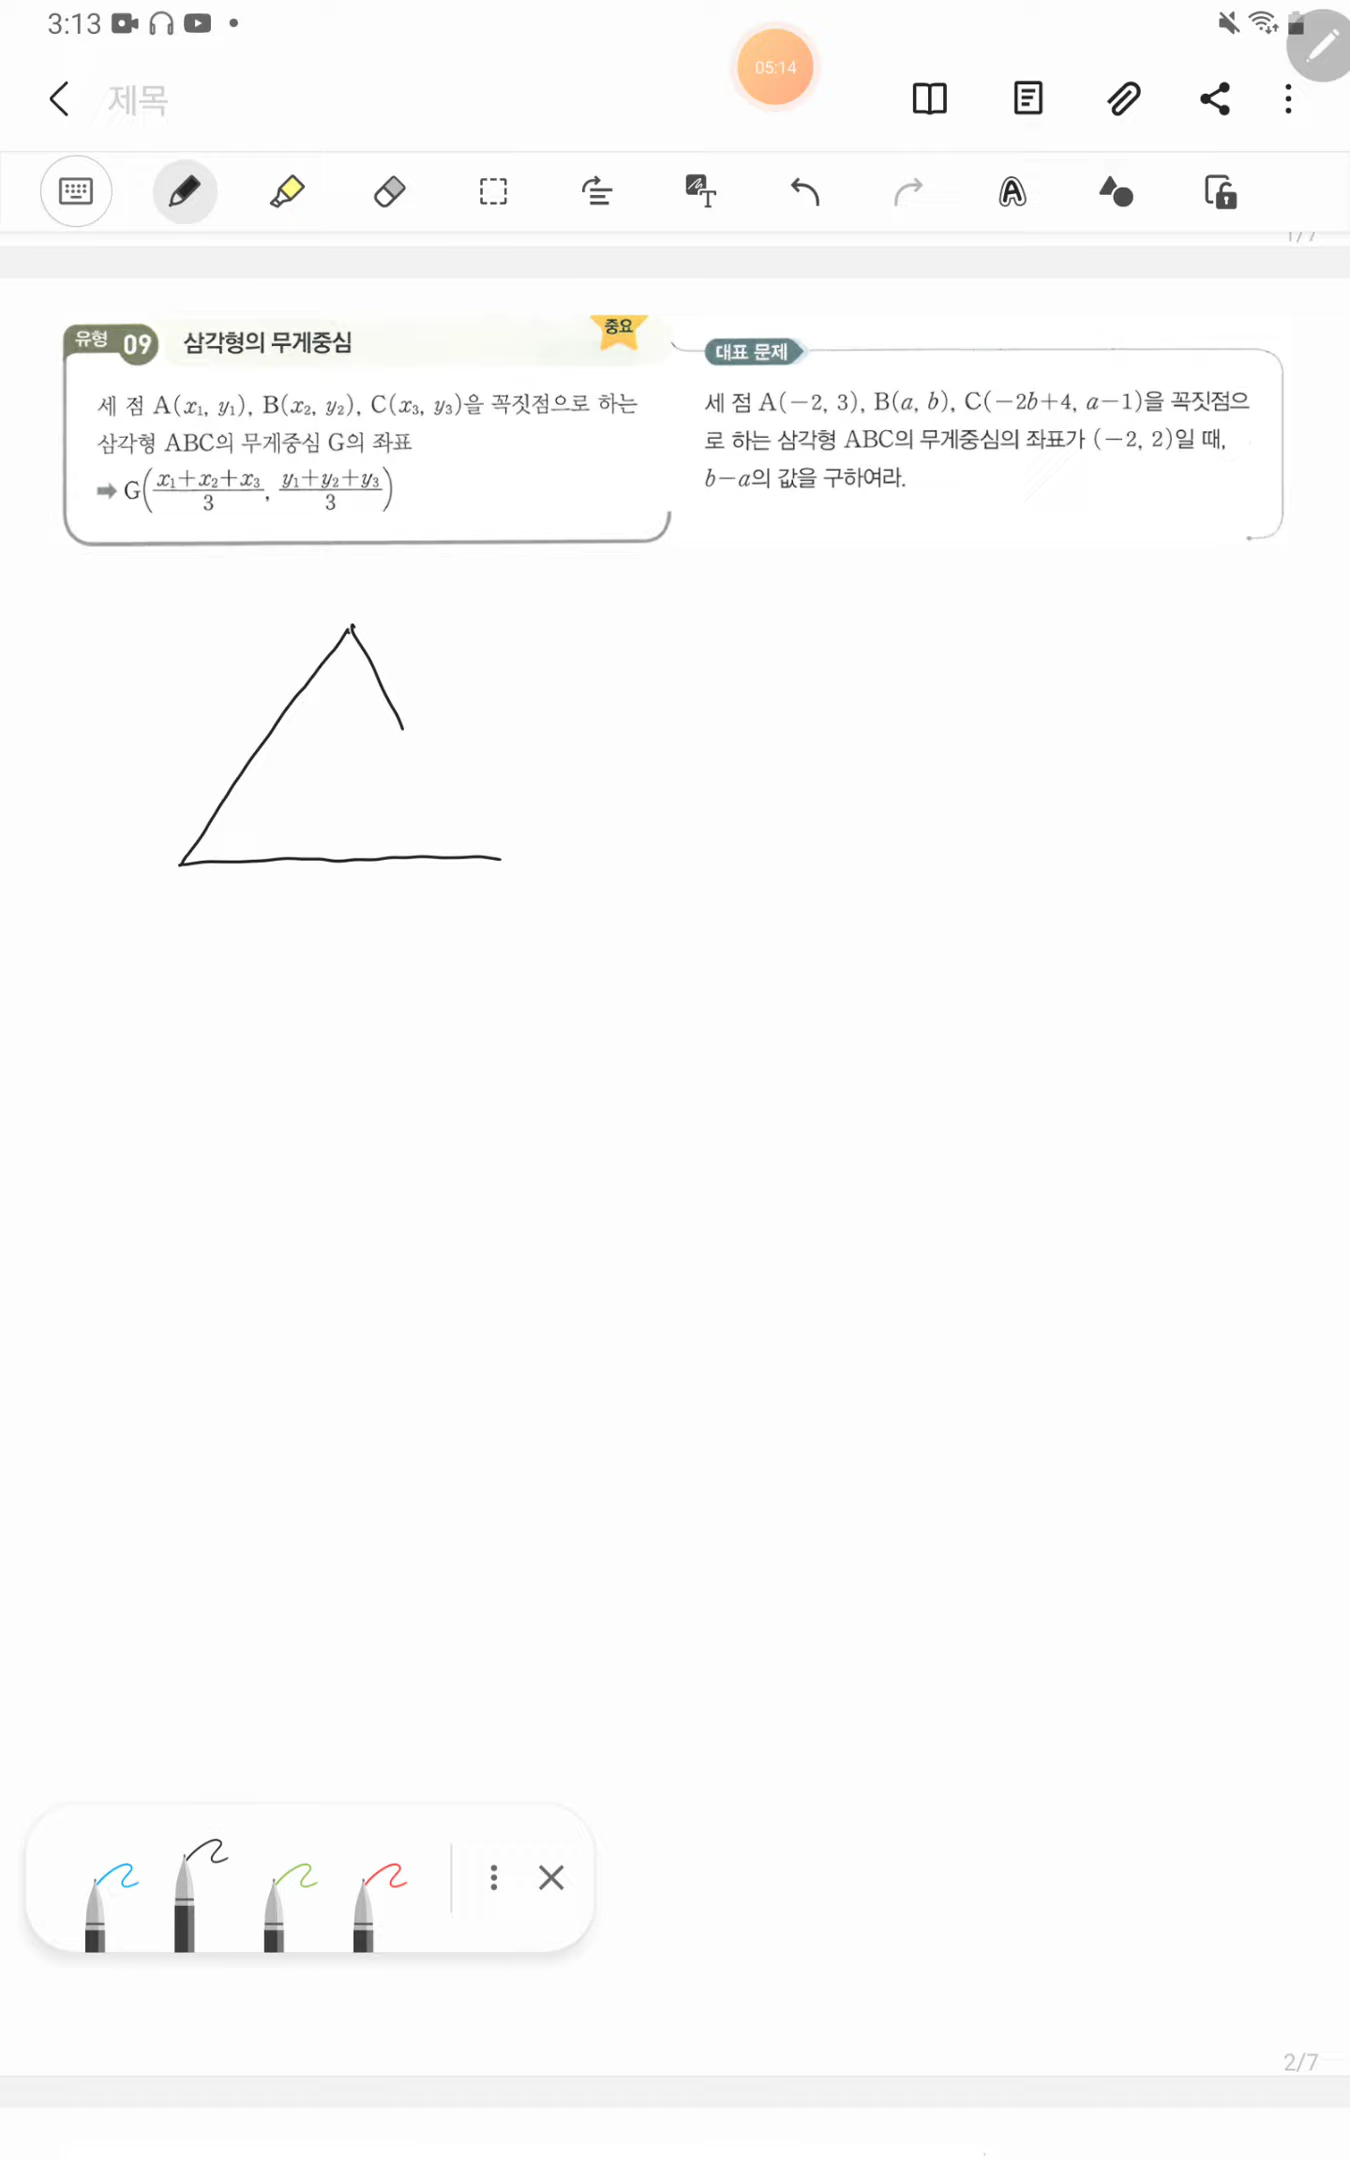 3:13
05:14
제목
1/7
유형 09 삼각형의 무게중심 중요
세 점 A(x₁, y₁), B(x₂, y₂), C(x₃, y₃)을 꼭짓점으로 하는
삼각형 ABC의 무게중심 G의 좌표
➡ G((x₁+x₂+x₃)/3, (y₁+y₂+y₃)/3)
대표 문제
세 점 A(−2, 3), B(a, b), C(−2b+4, a−1)을 꼭짓점으
로 하는 삼각형 ABC의 무게중심의 좌표가 (−2, 2)일 때,
b−a의 값을 구하여라.
2/7